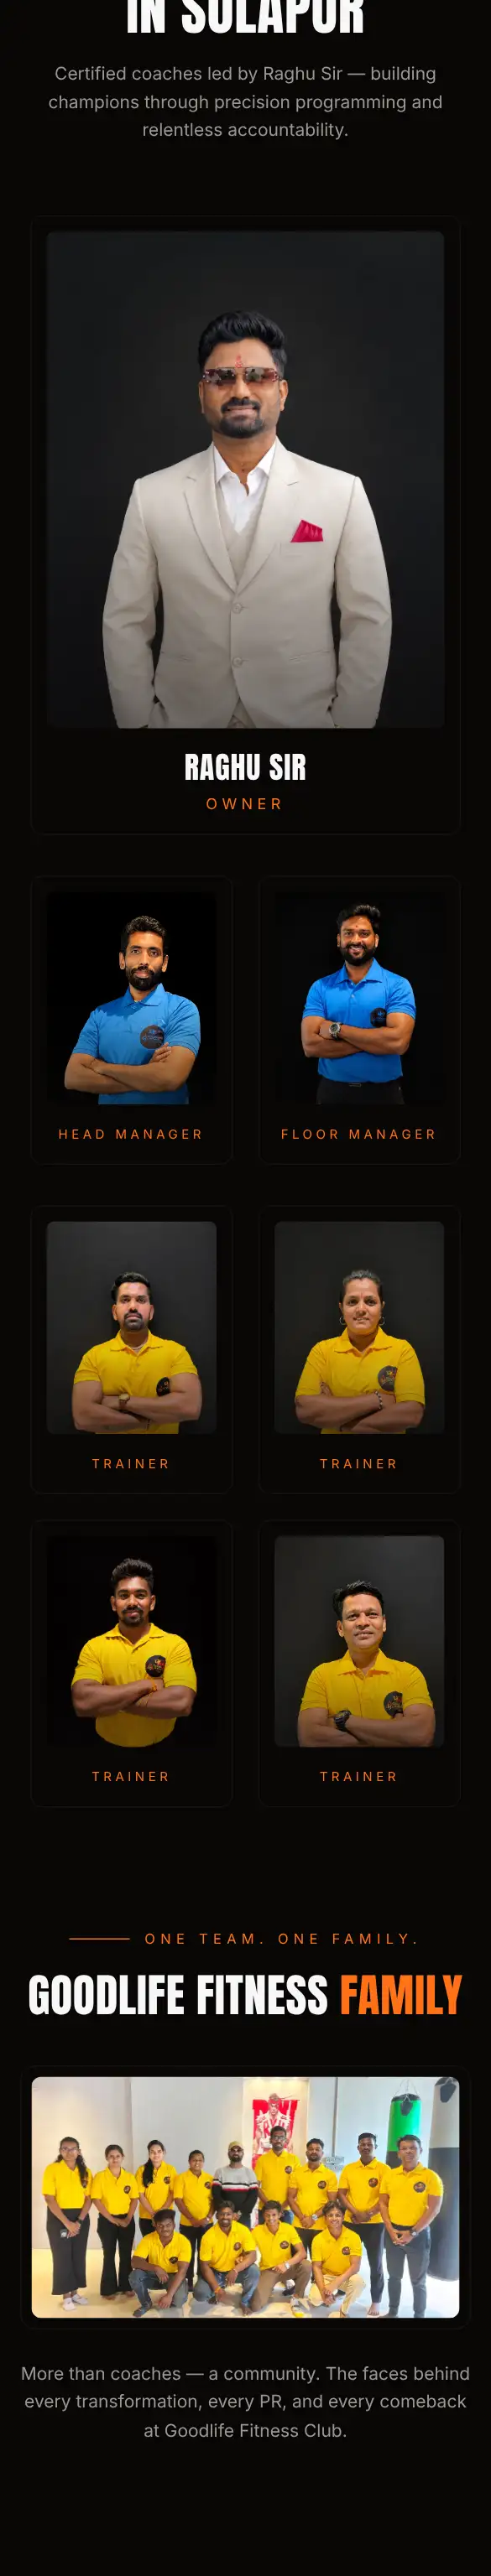 IN SOLAPUR
Certified coaches led by Raghu Sir — building
champions through precision programming and
relentless accountability.
RAGHU SIR
OWNER
HEAD MANAGER
FLOOR MANAGER
TRAINER
TRAINER
TRAINER
TRAINER
ONE TEAM. ONE FAMILY.
GOODLIFE FITNESS FAMILY
More than coaches — a community. The faces behind
every transformation, every PR, and every comeback
at Goodlife Fitness Club.